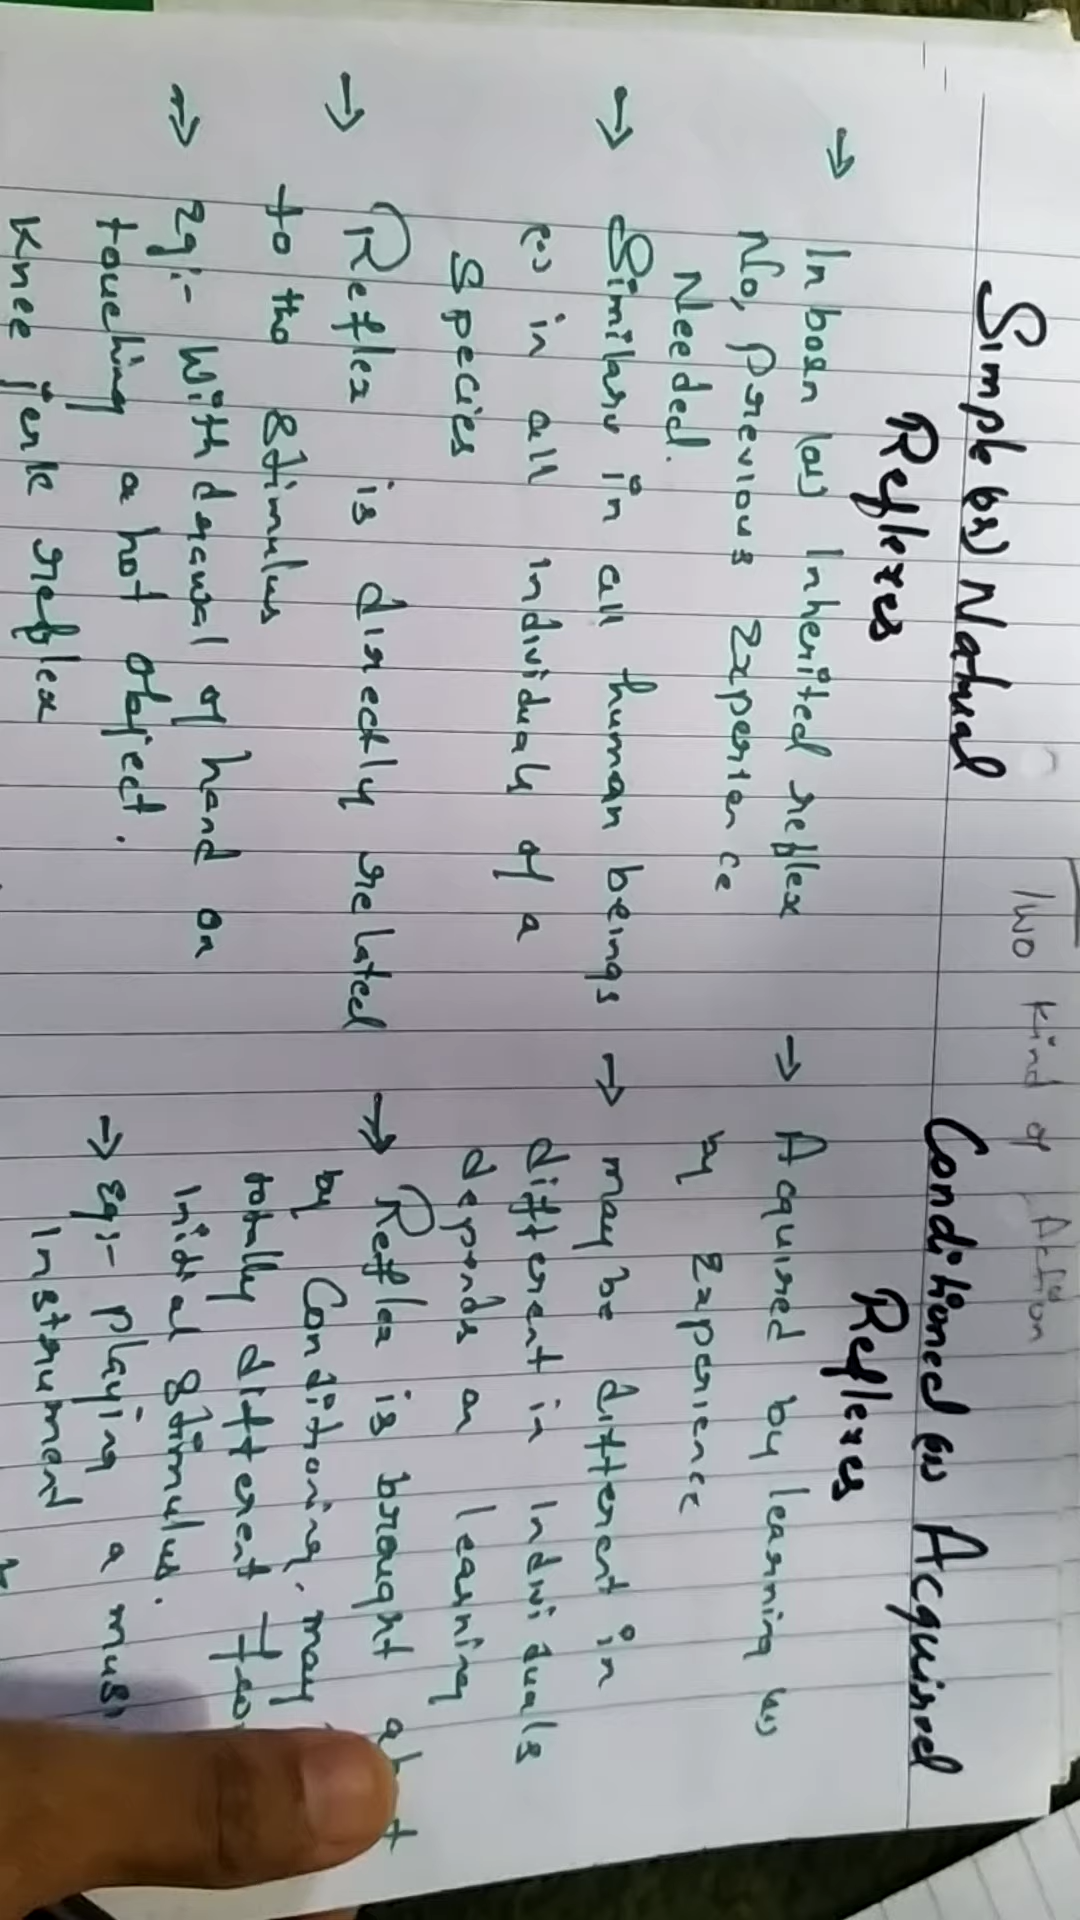 Two kind of Action
Simple (or) Natural
Reflexes
→ Inborn (or) Inherited reflex
No, Previous Experience
Needed.
→ Similar in all human beings
(or) in all individuals of a
Species
→ Reflex is directly related
to the Stimulus
→ Eg:- Withdrawal of hand on
touching a hot object.
Knee jerk reflex
Conditioned (or) Acquired
Reflexes
→ Acquired by learning (or)
by Experience
→ may be different in
different in Individuals
depends on learning
→ Reflex is brought
by Conditioning. may
totally different
Initial Stimulus.
→ Eg:- Playing a
Instrument